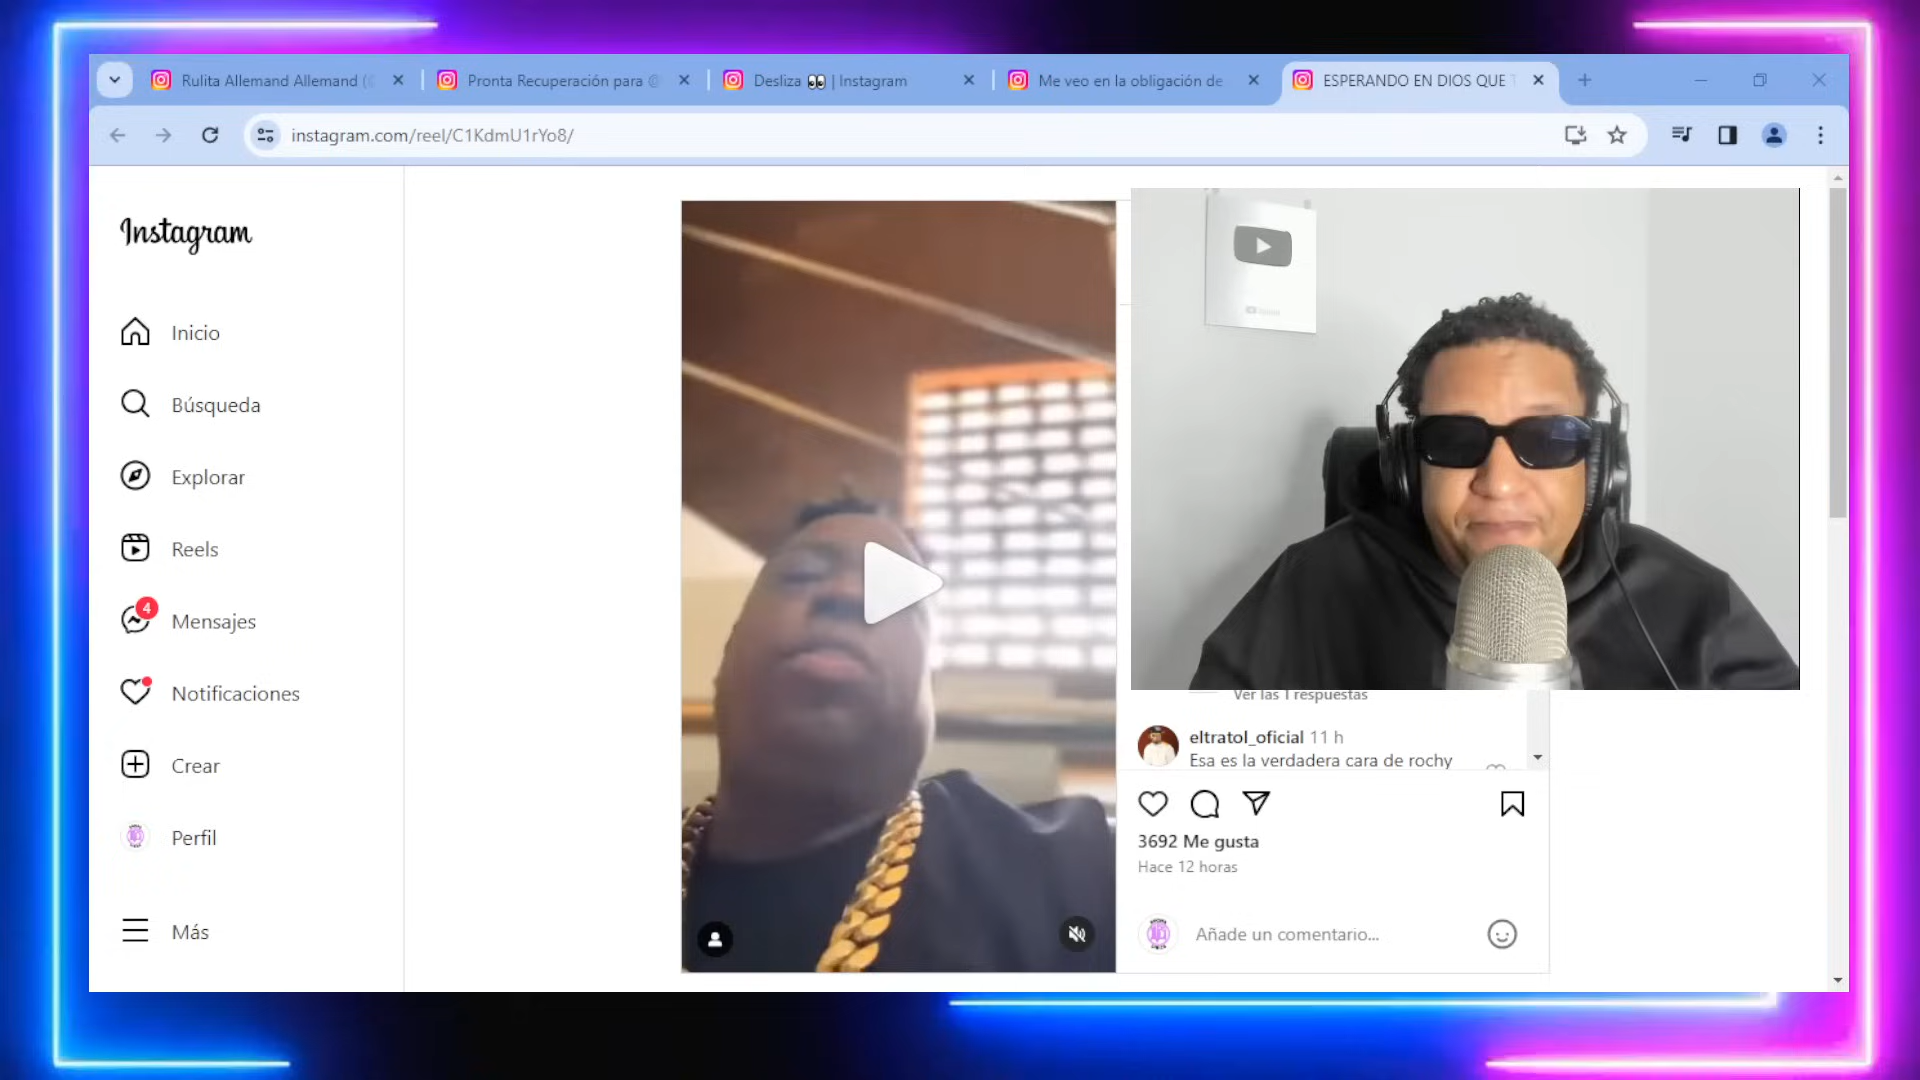 Rulita Allemand Allemand (@
Pronta Recuperación para @
Desliza 👀 | Instagram
Me veo en la obligación de
ESPERANDO EN DIOS QUE T
instagram.com/reel/C1KdmU1rYo8/
Instagram
Inicio
Búsqueda
Explorar
Reels
4
Mensajes
Notificaciones
Crear
Perfil
Más
Ver las 1 respuestas
eltratol_oficial 11 h
Esa es la verdadera cara de rochy
3692 Me gusta
Hace 12 horas
Añade un comentario...